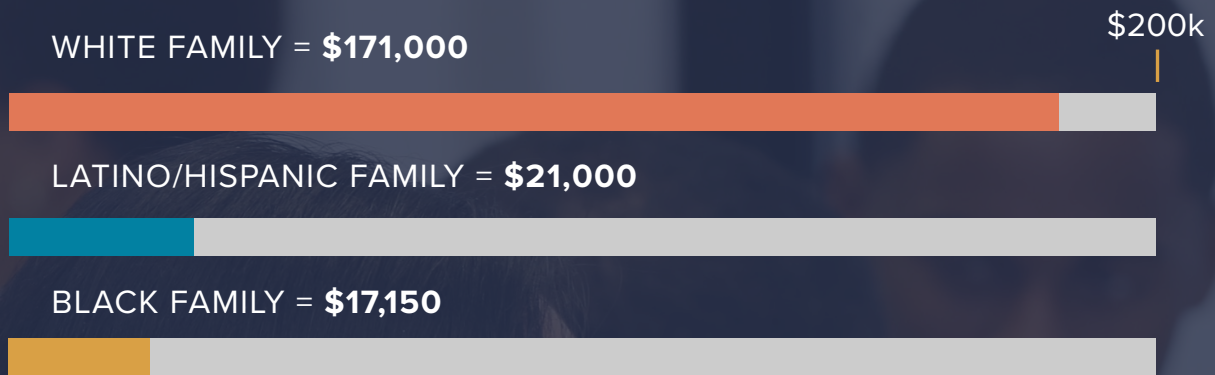 $200k
WHITE FAMILY = $171,000
LATINO/HISPANIC FAMILY = $21,000
BLACK FAMILY = $17,150